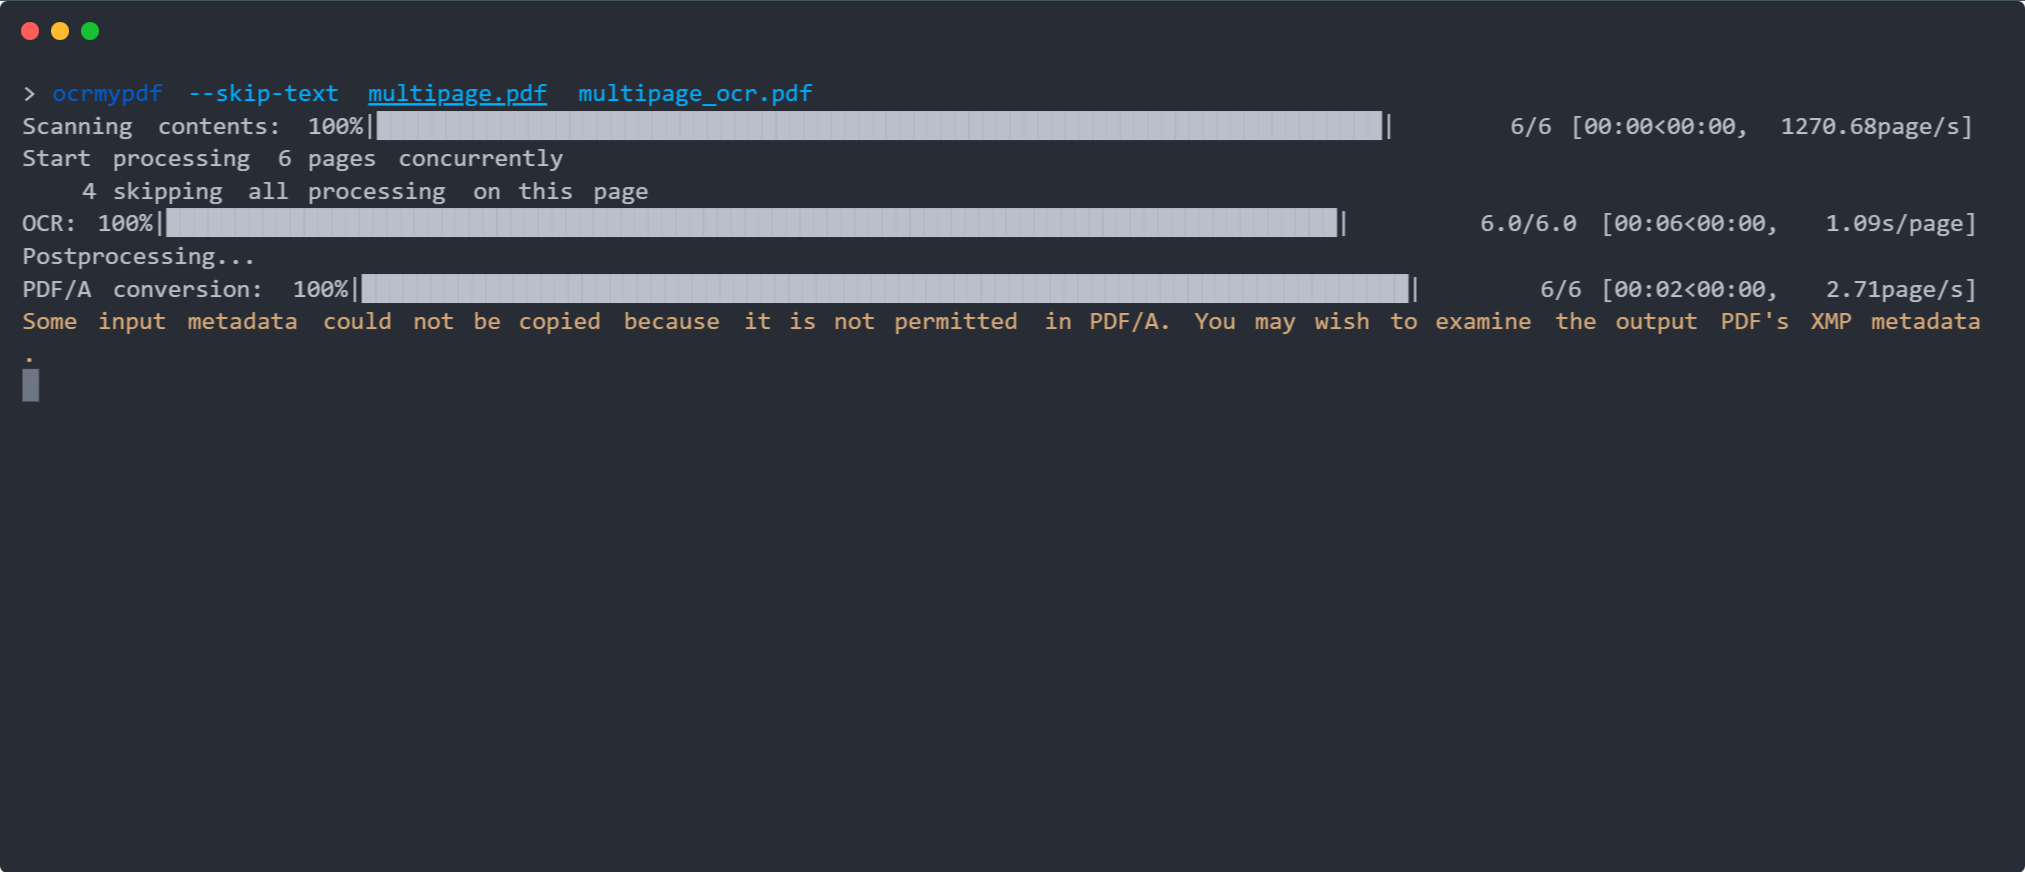 > ocrmypdf --skip-text multipage.pdf multipage_ocr.pdf
Scanning contents: 100%|██████████| 6/6 [00:00<00:00, 1270.68page/s]
Start processing 6 pages concurrently
    4 skipping all processing on this page
OCR: 100%|██████████| 6.0/6.0 [00:06<00:00, 1.09s/page]
Postprocessing...
PDF/A conversion: 100%|██████████| 6/6 [00:02<00:00, 2.71page/s]
Some input metadata could not be copied because it is not permitted in PDF/A. You may wish to examine the output PDF's XMP metadata
.